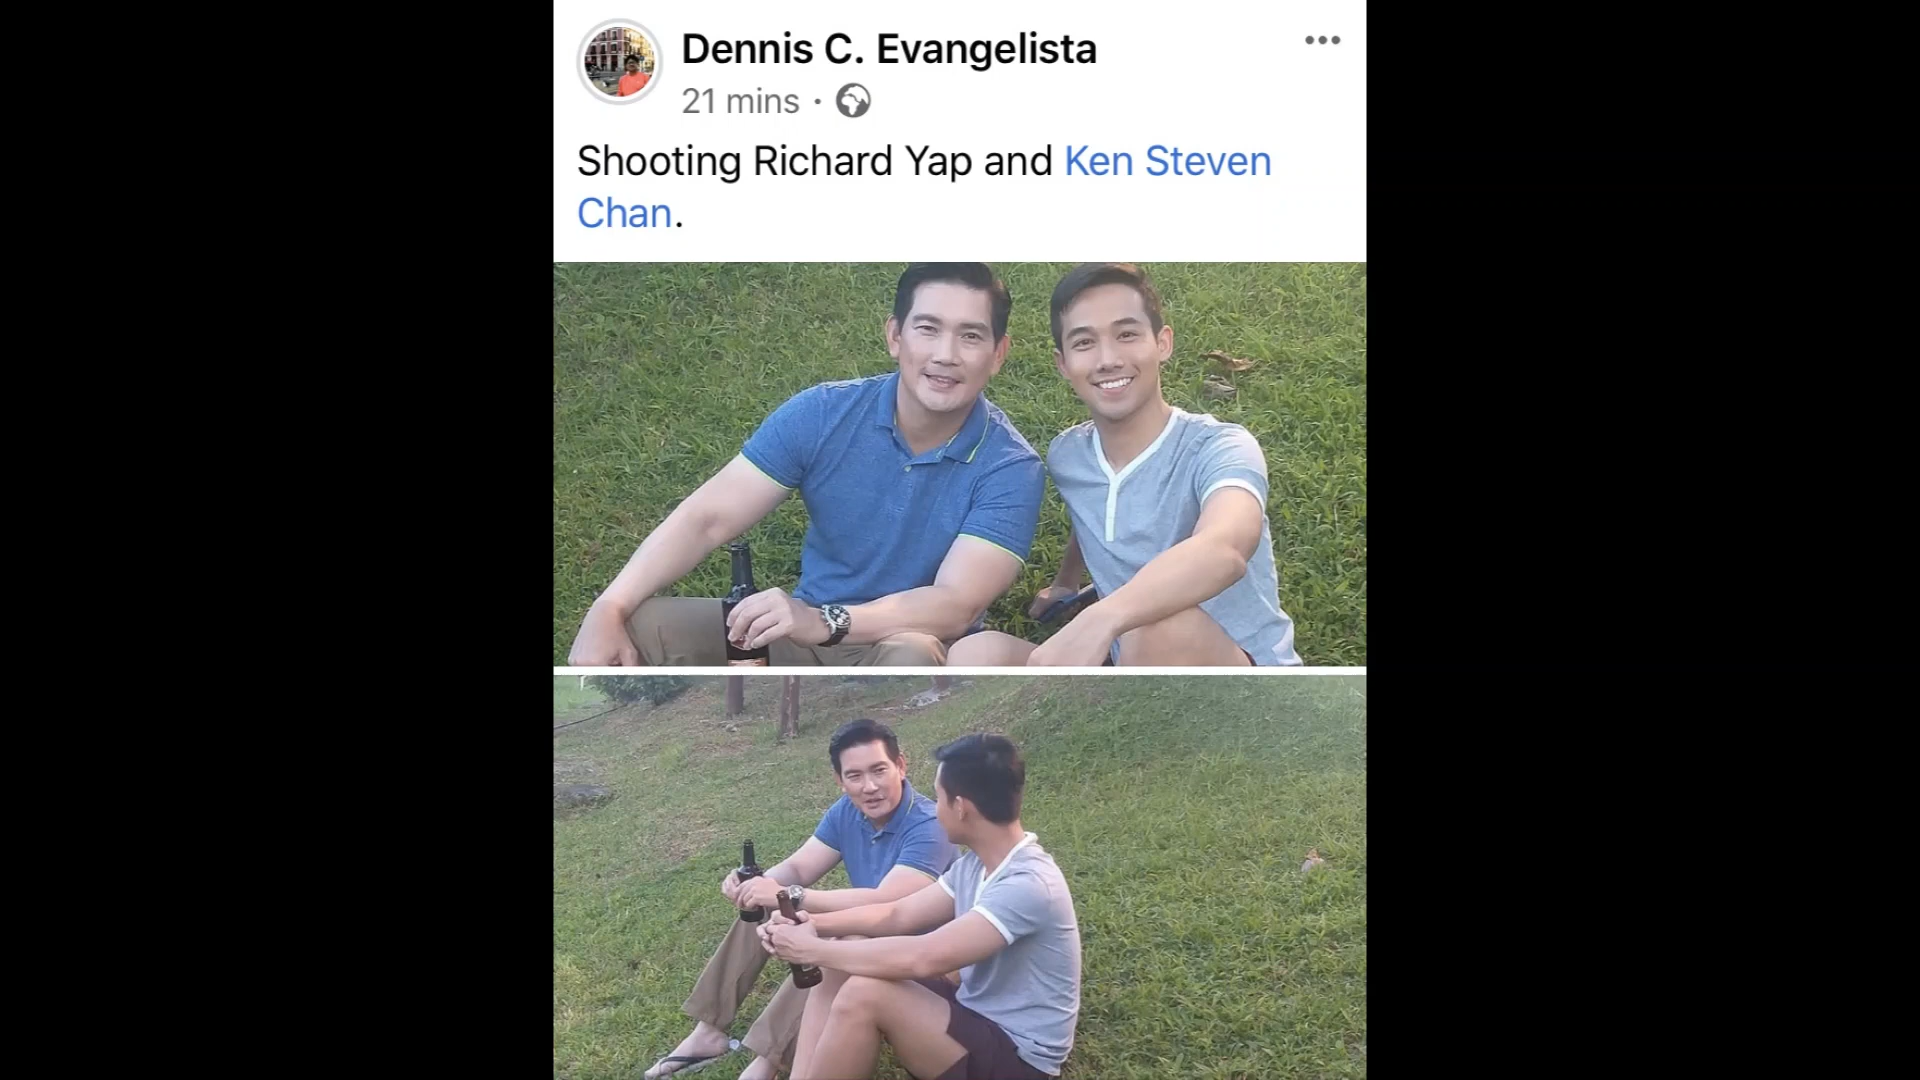 Dennis C. Evangelista
21 mins ·
Shooting Richard Yap and Ken Steven
Chan.